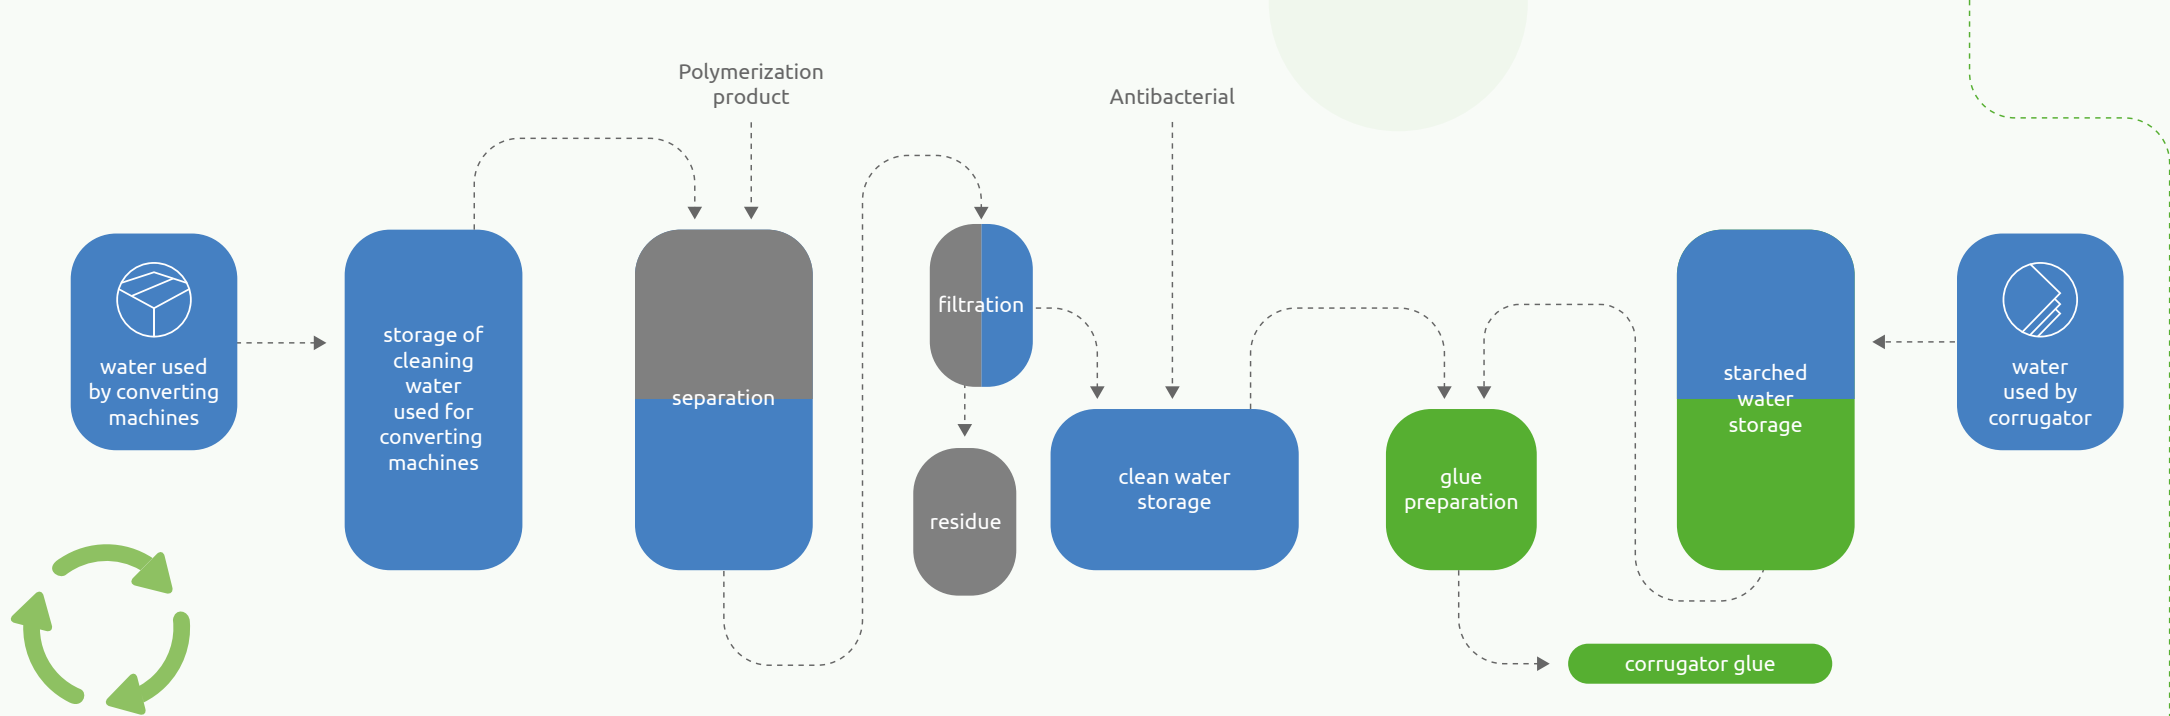 Polymerization
product
Antibacterial
water used
by converting
machines
storage of
cleaning
water
used for
converting
machines
separation
filtration
residue
clean water
storage
glue
preparation
starched
water
storage
water
used by
corrugator
corrugator glue